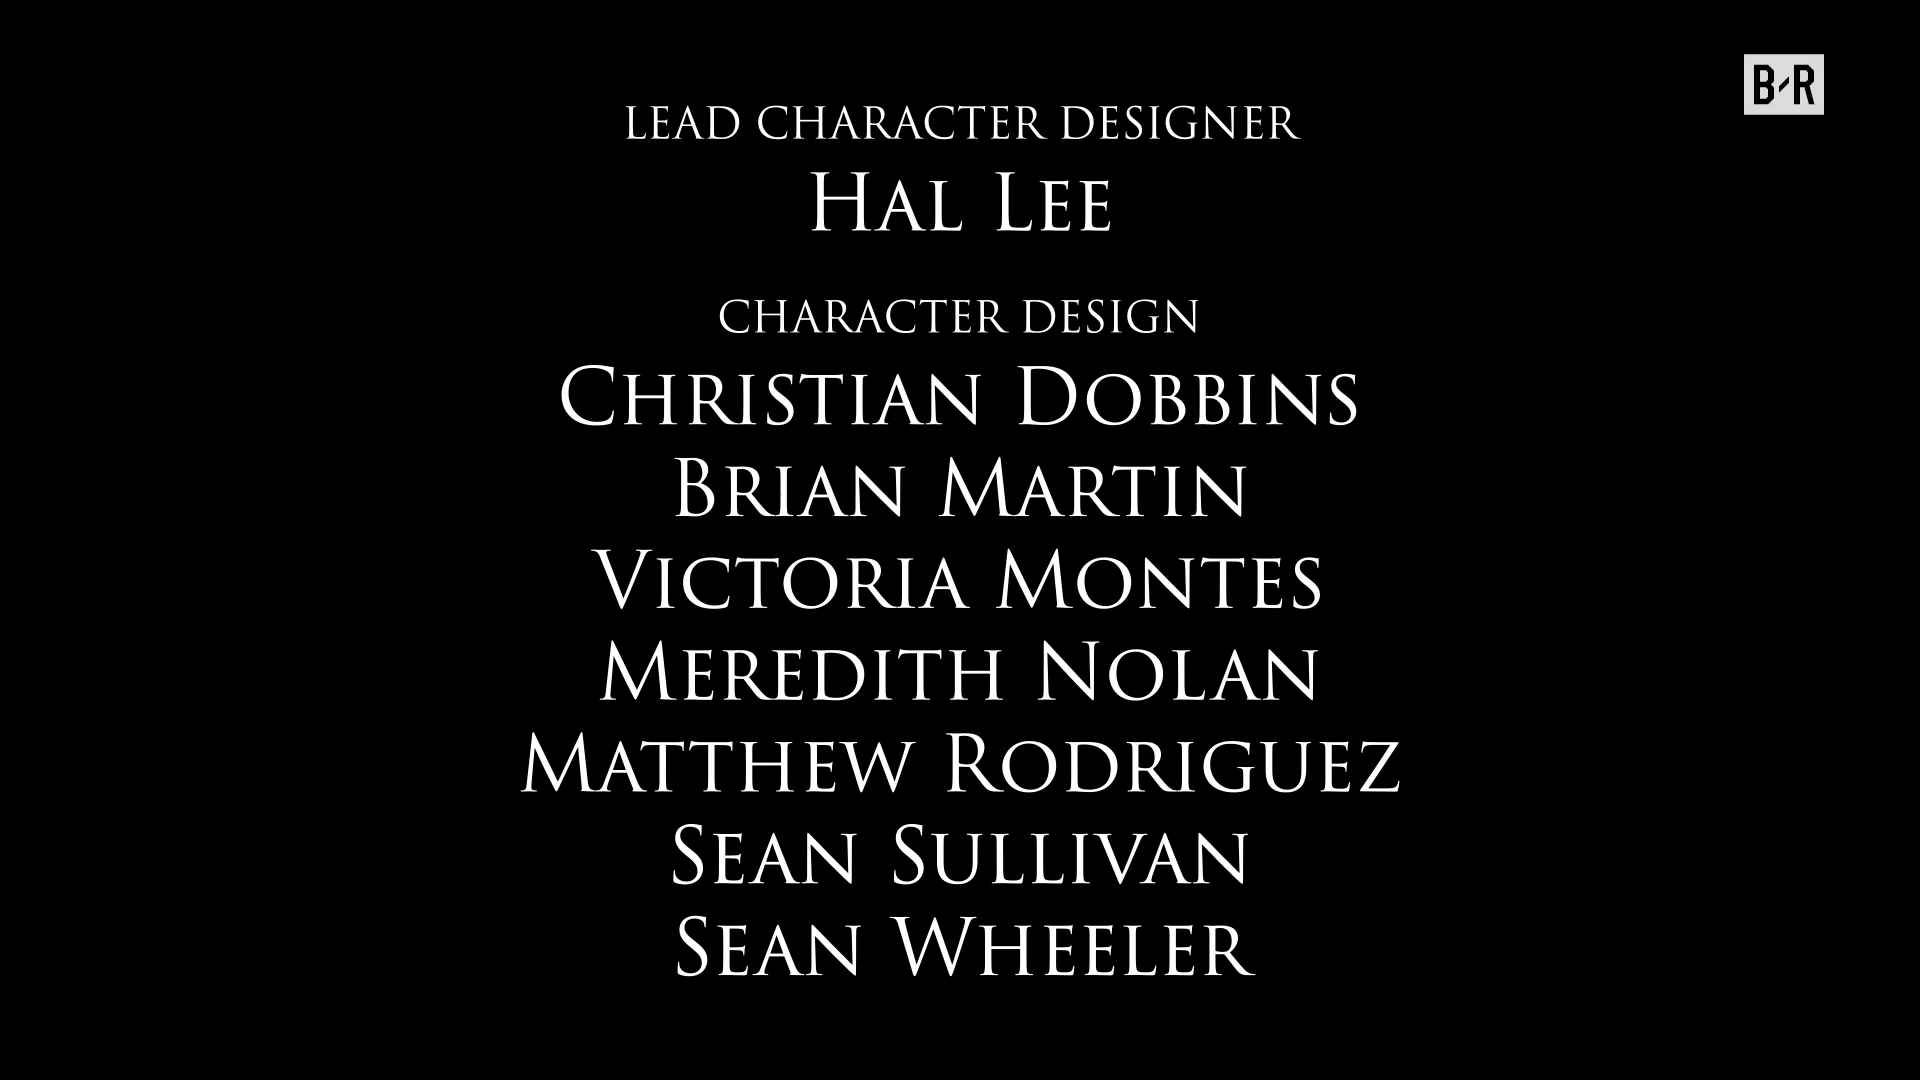 B/R
LEAD CHARACTER DESIGNER
HAL LEE
CHARACTER DESIGN
CHRISTIAN DOBBINS
BRIAN MARTIN
VICTORIA MONTES
MEREDITH NOLAN
MATTHEW RODRIGUEZ
SEAN SULLIVAN
SEAN WHEELER